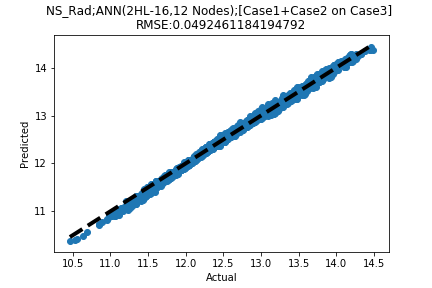 NS_Rad;ANN(2HL-16,12 Nodes);[Case1+Case2 on Case3]
RMSE:0.0492461184194792
14
13
12
11
Predicted
10.5 11.0 11.5 12.0 12.5 13.0 13.5 14.0 14.5
Actual